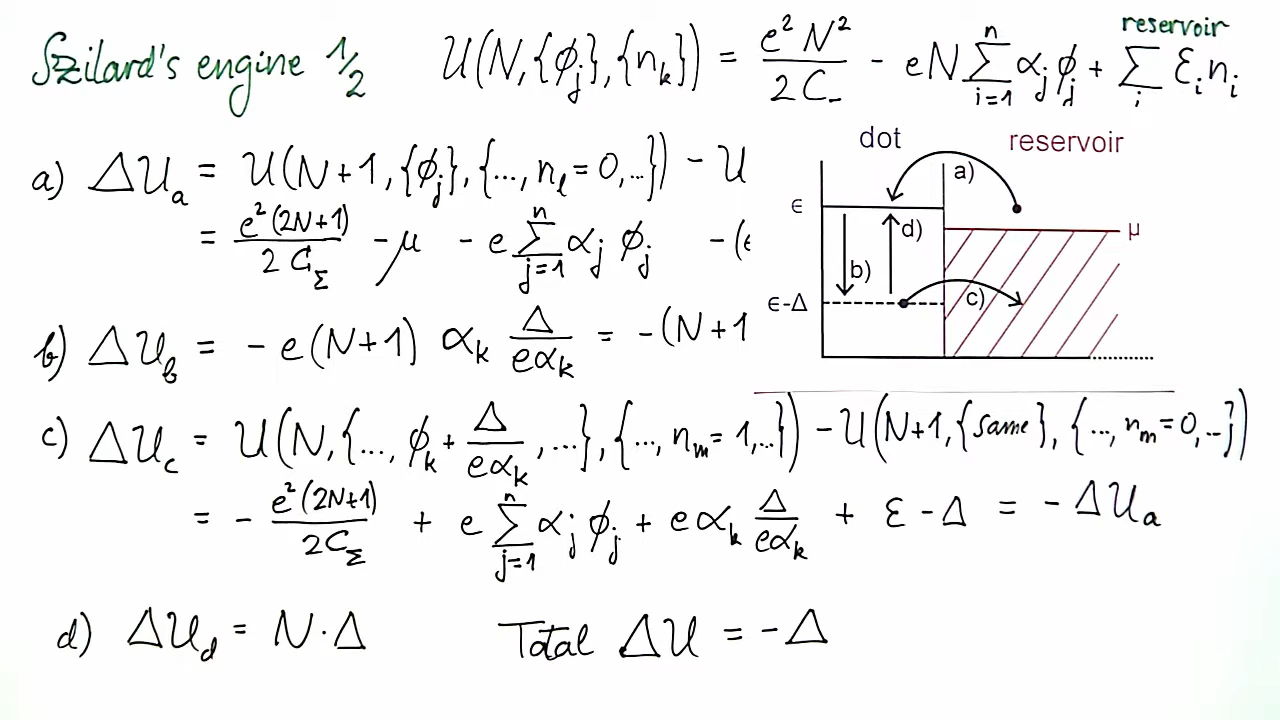 Szilard's engine 1/2
U(N,{ϕ_j},{n_k}) = e²N²/2C - eN Σ_{i=1}^{n} α_j ϕ_j + Σ_i ε_i n_i
reservoir
dot reservoir
a) ΔU_a = U(N+1,{ϕ_j},{..., n_l=0,...}) - U
= e²(2N+1)/2C_Σ - μ - e Σ_{j=1}^{n} α_j ϕ_j - (ϵ
b) ΔU_b = - e(N+1) α_k Δ/eα_k = -(N+1
a)
ϵ
d)
μ
b)
ϵ-Δ
c)
c) ΔU_c = U(N,{..., ϕ_k + Δ/eα_k, ...},{..., n_m=1,...}) - U(N+1,{same},{..., n_m=0,...})
= - e²(2N+1)/2C_Σ + e Σ_{j=1}^{n} α_j ϕ_j + eα_k Δ/eα_k + ε - Δ = - ΔU_a
d) ΔU_d = N·Δ Total ΔU = -Δ